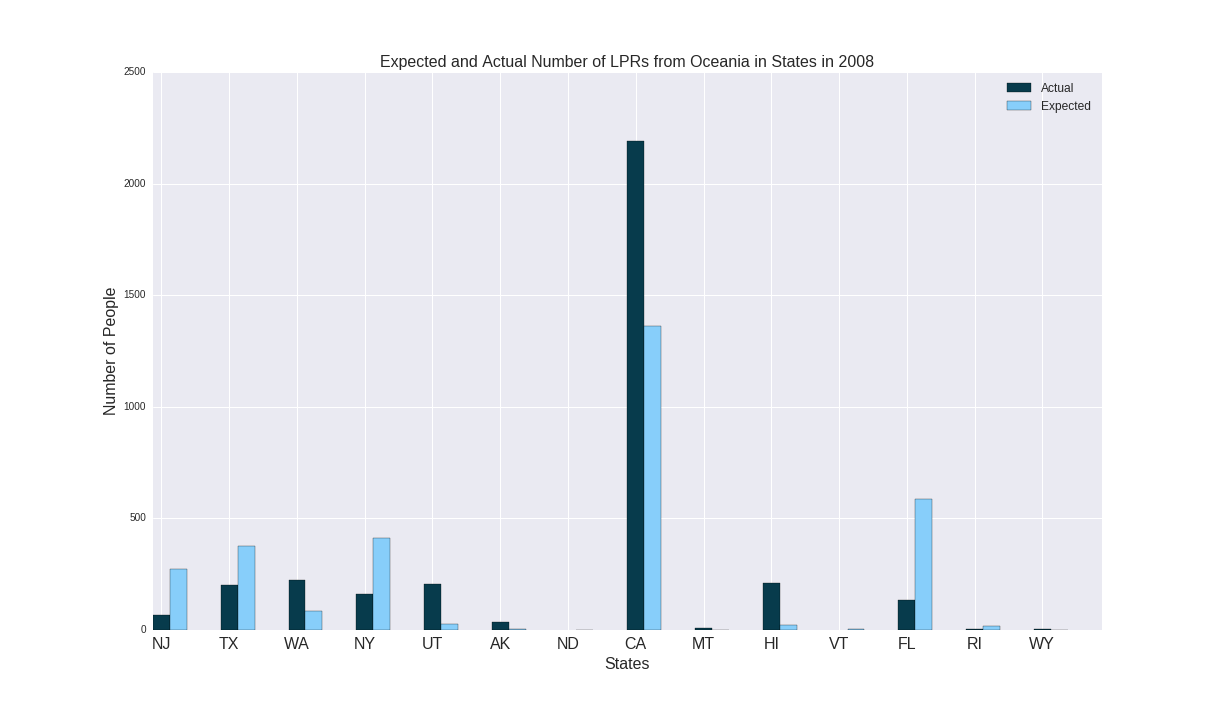 Expected and Actual Number of LPRs from Oceania in States in 2008
Actual
Expected
2500
2000
1500
1000
500
0
Number of People
NJ TX WA NY UT AK ND CA MT HI VT FL RI WY
States